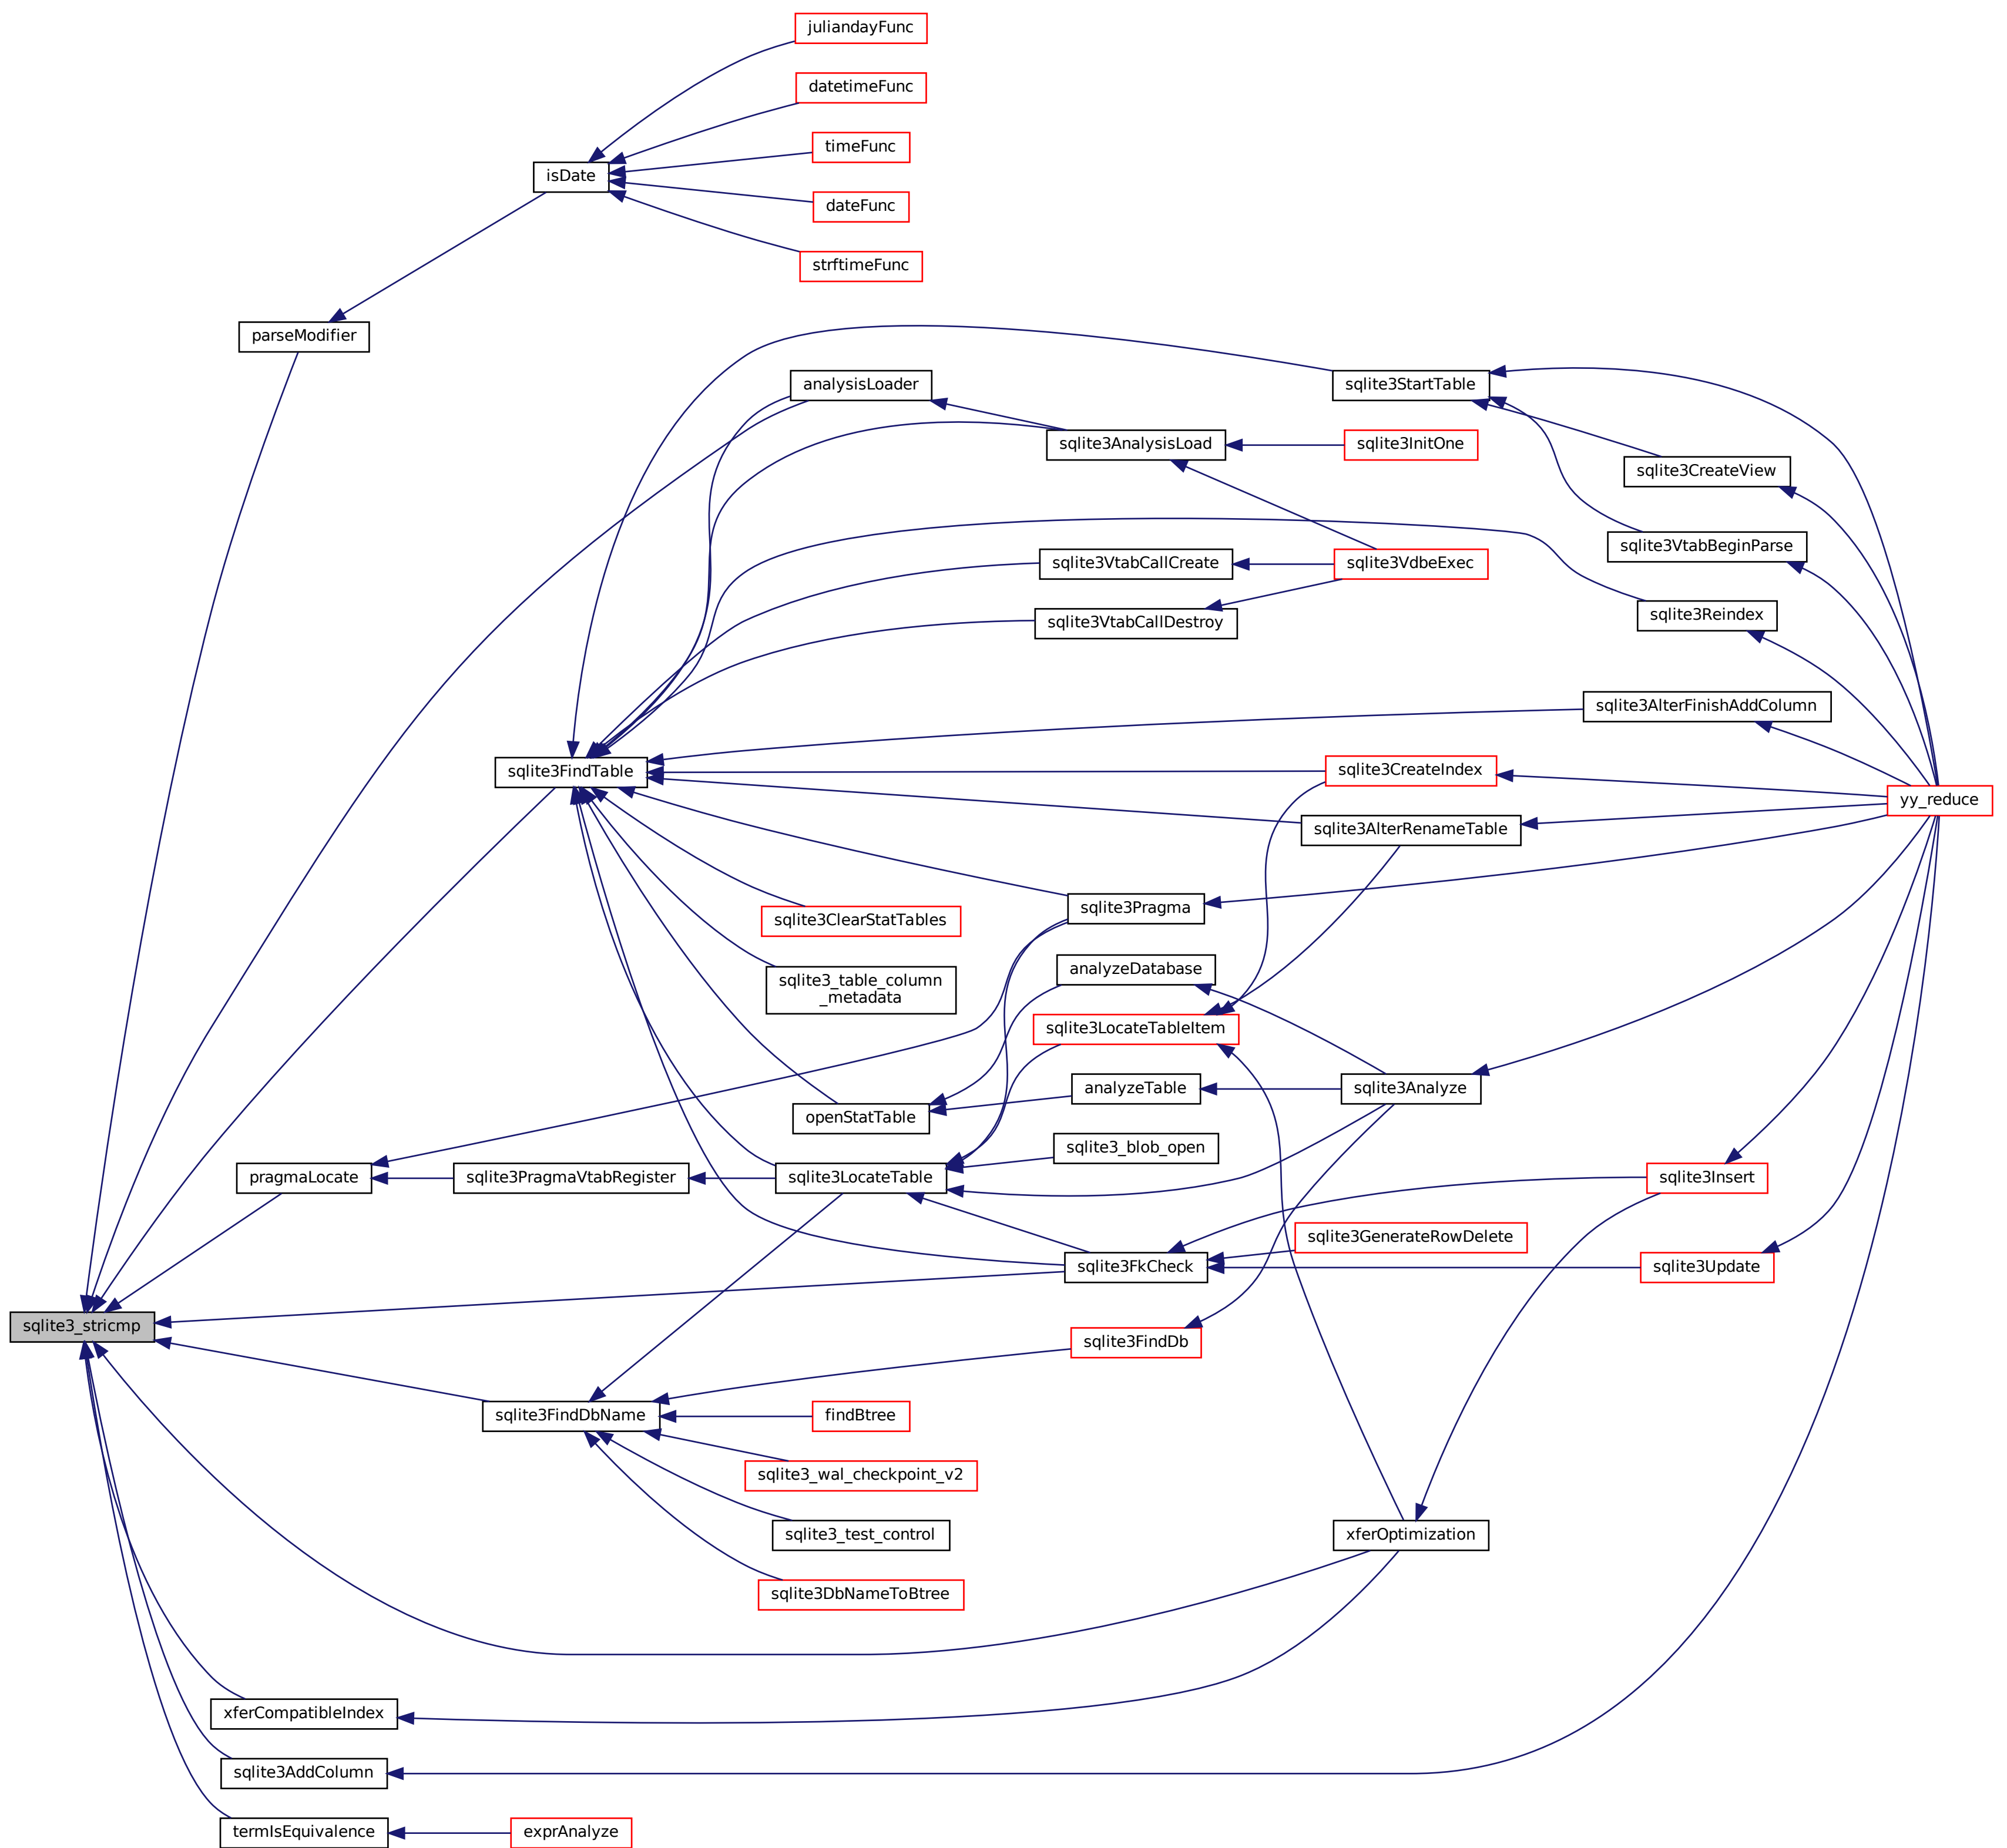 juliandayFunc
datetimeFunc
timeFunc
isDate
dateFunc
strftimeFunc
parseModifier
analysisLoader
sqlite3StartTable
sqlite3AnalysisLoad
sqlite3InitOne
sqlite3CreateView
sqlite3VtabBeginParse
sqlite3VtabCallCreate
sqlite3VdbeExec
sqlite3Reindex
sqlite3VtabCallDestroy
sqlite3AlterFinishAddColumn
sqlite3FindTable
sqlite3CreateIndex
yy_reduce
sqlite3AlterRenameTable
sqlite3Pragma
sqlite3ClearStatTables
analyzeDatabase
sqlite3_table_column
_metadata
sqlite3LocateTableItem
analyzeTable
sqlite3Analyze
openStatTable
sqlite3_blob_open
pragmaLocate
sqlite3PragmaVtabRegister
sqlite3LocateTable
sqlite3Insert
sqlite3GenerateRowDelete
sqlite3FkCheck
sqlite3Update
sqlite3_stricmp
sqlite3FindDb
sqlite3FindDbName
findBtree
sqlite3_wal_checkpoint_v2
sqlite3_test_control
xferOptimization
sqlite3DbNameToBtree
xferCompatibleIndex
sqlite3AddColumn
termIsEquivalence
exprAnalyze